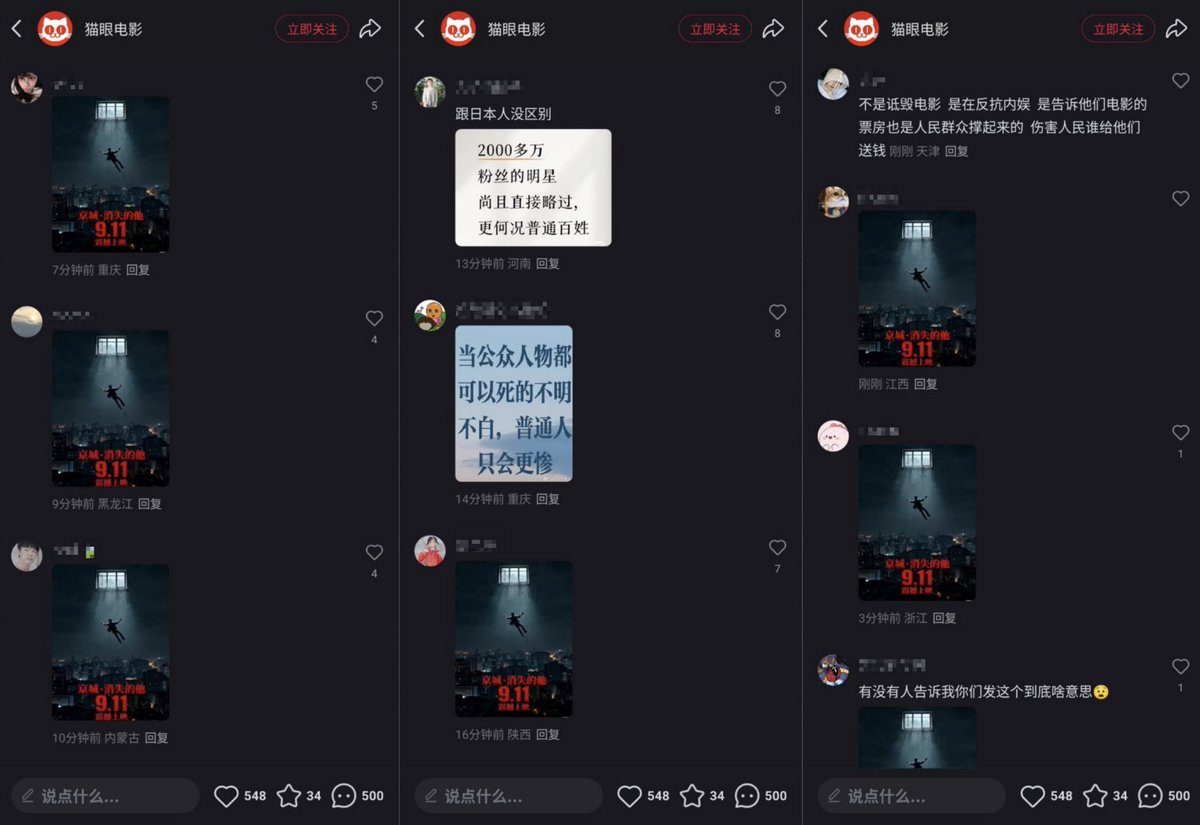 猫眼电影
立即关注
5
京城·消失的他
9.11
震撼上映
7分钟前 重庆 回复
4
京城·消失的他
9.11
震撼上映
9分钟前 黑龙江 回复
4
京城·消失的他
9.11
震撼上映
10分钟前 内蒙古 回复
说点什么...
548
34
500
猫眼电影
立即关注
8
跟日本人没区别
2000多万
粉丝的明星
尚且直接略过,
更何况普通百姓
13分钟前 河南 回复
8
当公众人物都
可以死的不明
不白，普通人
只会更惨
14分钟前 重庆 回复
7
京城·消失的他
9.11
震撼上映
16分钟前 陕西 回复
说点什么...
548
34
500
猫眼电影
立即关注
不是诋毁电影 是在反抗内娱 是告诉他们电影的
票房也是人民群众撑起来的 伤害人民谁给他们
送钱 刚刚 天津 回复
京城·消失的他
9.11
震撼上映
刚刚 江西 回复
1
京城·消失的他
9.11
震撼上映
3分钟前 浙江 回复
1
有没有人告诉我你们发这个到底啥意思😧
说点什么...
548
34
500